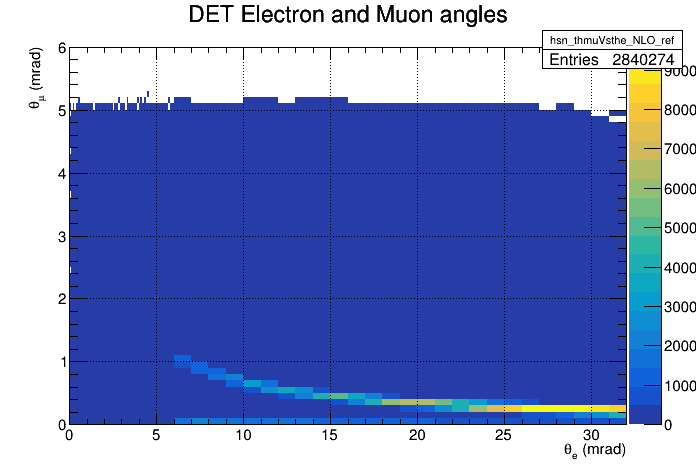 DET Electron and Muon angles
hsn_thmuVsthe_NLO_ref
Entries 2840274
θμ (mrad)
6
5
4
3
2
1
0
0 5 10 15 20 25 30
θe (mrad)
9000
8000
7000
6000
5000
4000
3000
2000
1000
0